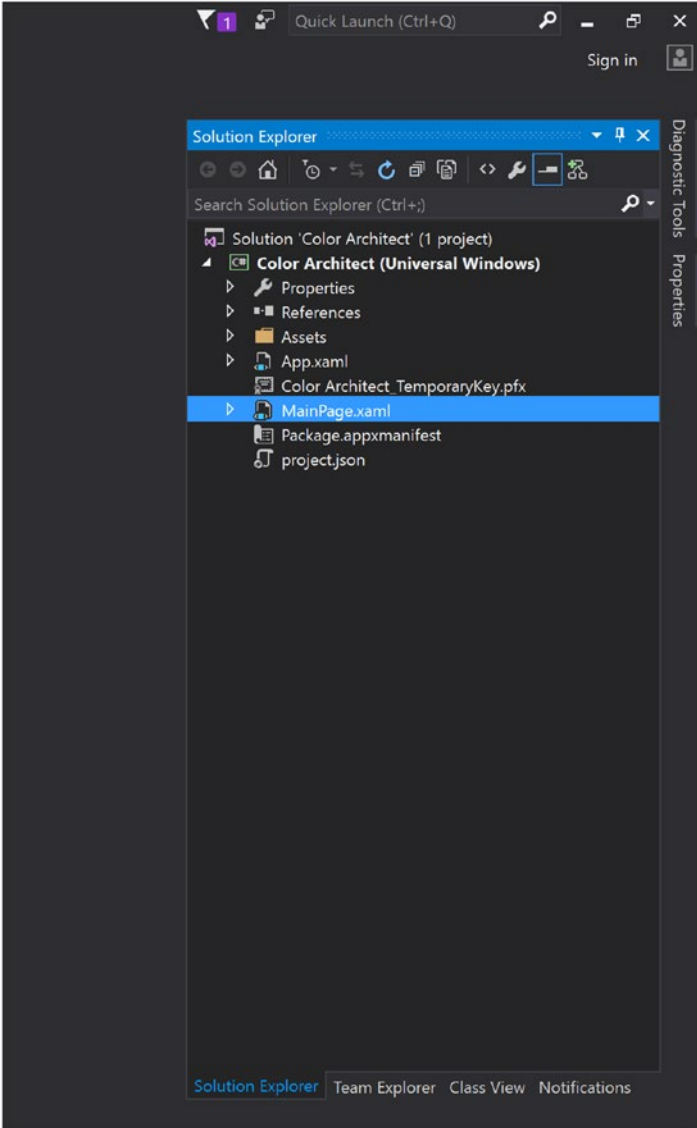 1
Quick Launch (Ctrl+Q)
Sign in
Solution Explorer
Search Solution Explorer (Ctrl+;)
Solution 'Color Architect' (1 project)
C#
Color Architect (Universal Windows)
Properties
References
Assets
App.xaml
Color Architect_TemporaryKey.pfx
MainPage.xaml
Package.appxmanifest
project.json
Solution Explorer Team Explorer Class View Notifications
Diagnostic Tools
Properties